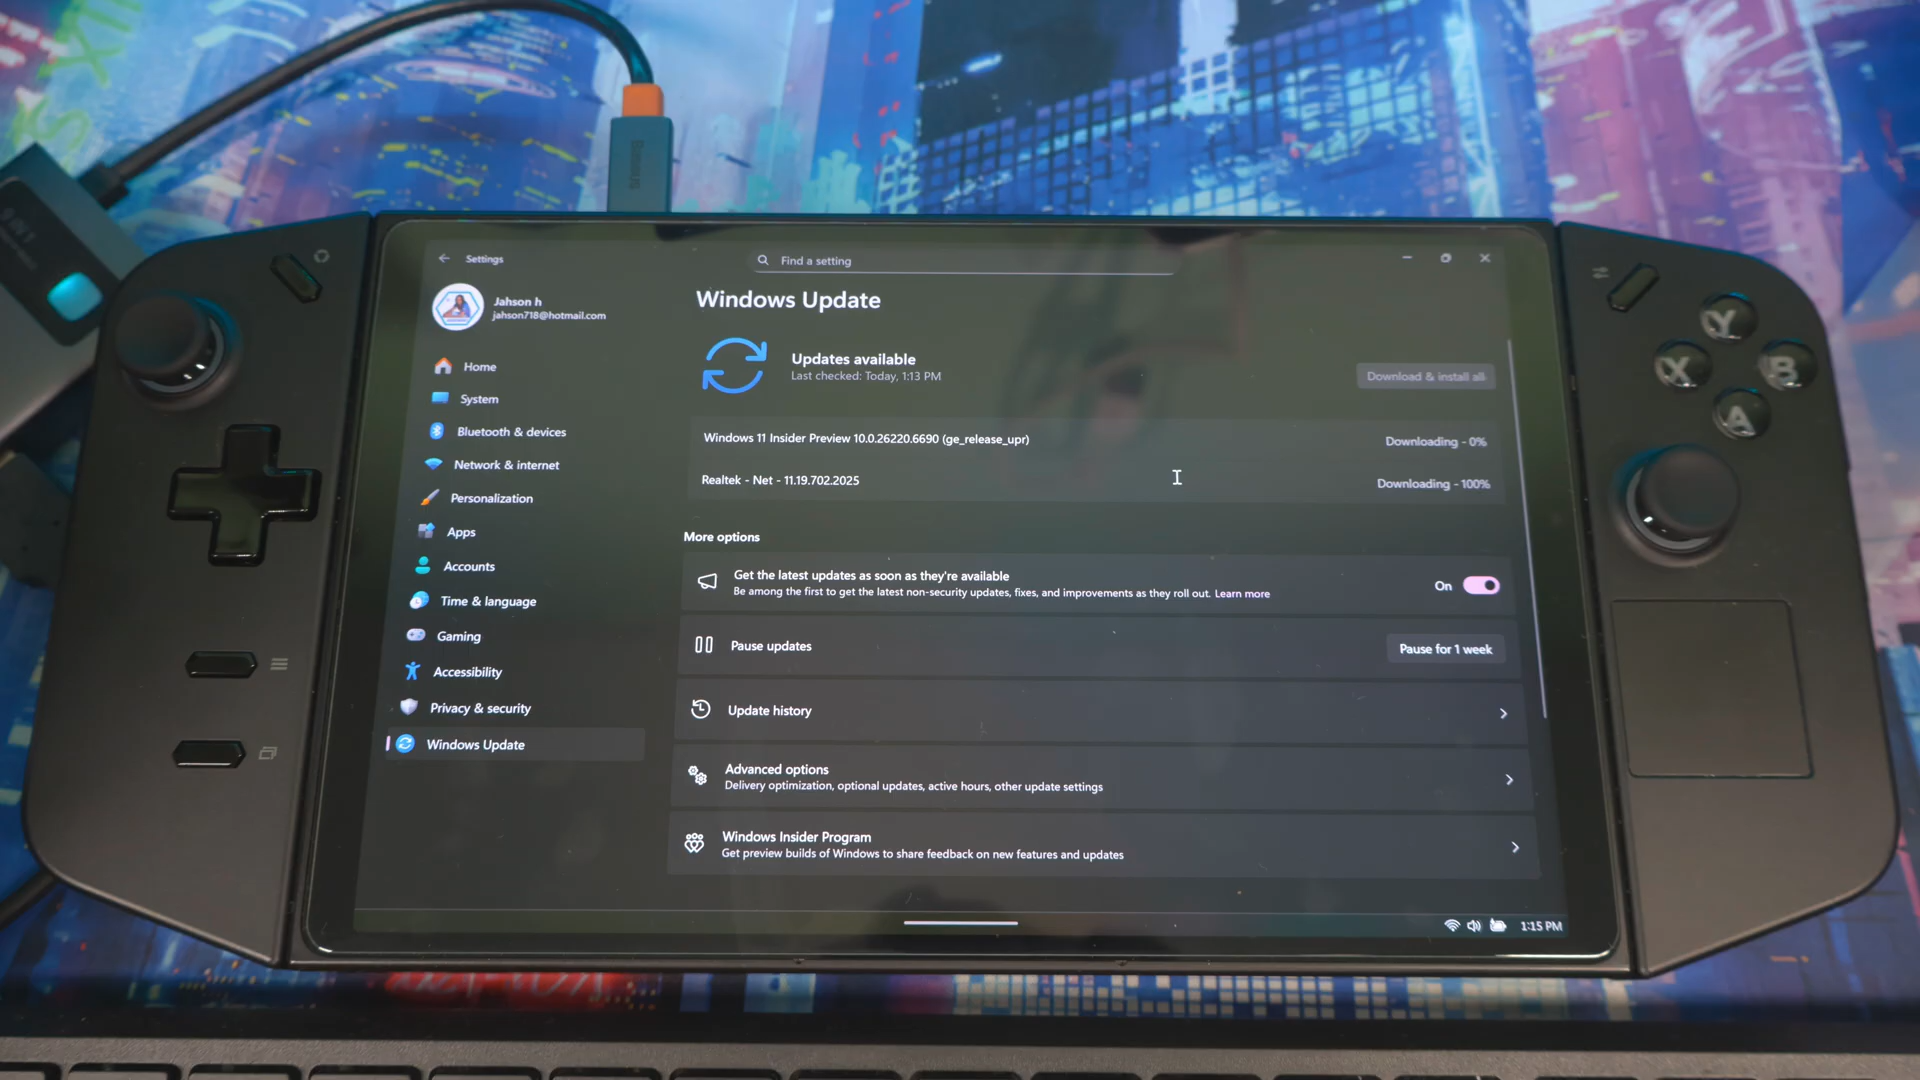 Baseus
Settings
Find a setting
Jahson h
jahson718@hotmail.com
Home
System
Bluetooth & devices
Network & internet
Personalization
Apps
Accounts
Time & language
Gaming
Accessibility
Privacy & security
Windows Update
Windows Update
Updates available
Last checked: Today, 1:13 PM
Download & install all
Windows 11 Insider Preview 10.0.26220.6690 (ge_release_upr)
Downloading - 0%
Realtek - Net - 11.19.702.2025
Downloading - 100%
More options
Get the latest updates as soon as they're available
Be among the first to get the latest non-security updates, fixes, and improvements as they roll out. Learn more
On
Pause updates
Pause for 1 week
Update history
Advanced options
Delivery optimization, optional updates, active hours, other update settings
Windows Insider Program
Get preview builds of Windows to share feedback on new features and updates
1:15 PM
Y
X
B
A